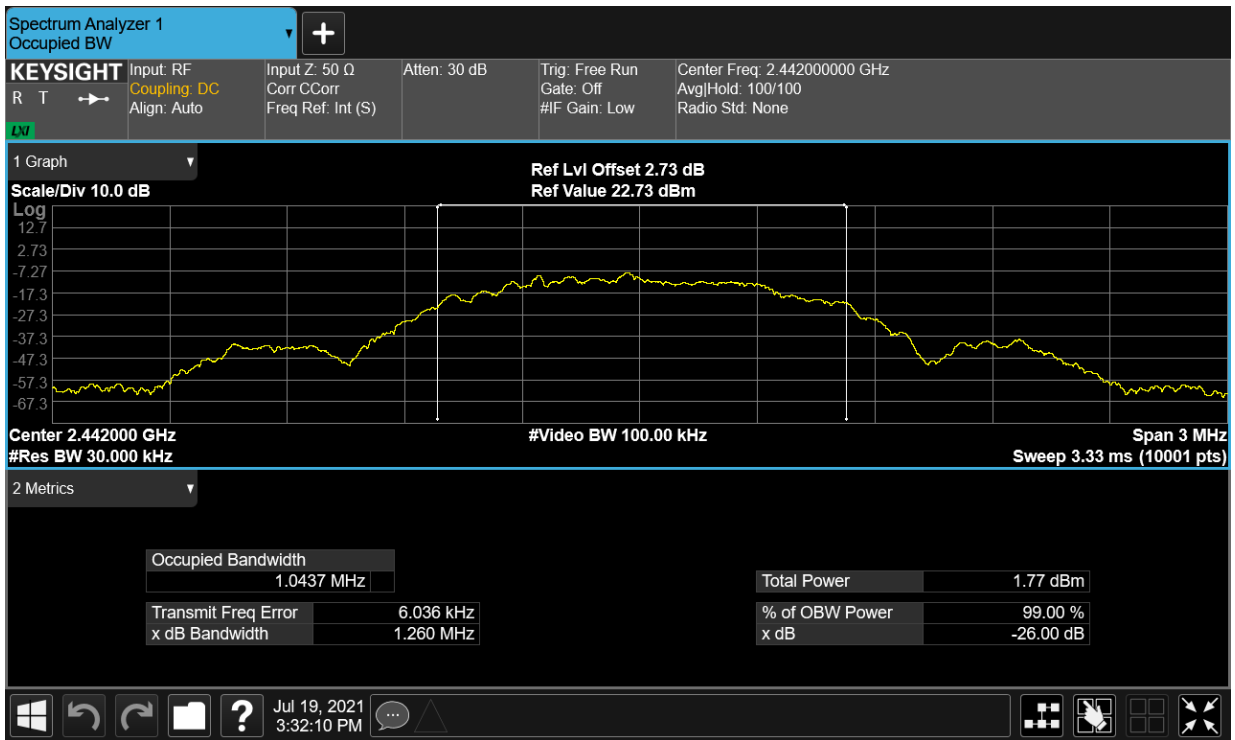 Spectrum Analyzer 1
Occupied BW
KEYSIGHT
R T
LXI
Input: RF
Coupling: DC
Align: Auto
Input Z: 50 Ω
Corr CCorr
Freq Ref: Int (S)
Atten: 30 dB
Trig: Free Run
Gate: Off
#IF Gain: Low
Center Freq: 2.442000000 GHz
Avg|Hold: 100/100
Radio Std: None
1 Graph
Scale/Div 10.0 dB
Ref Lvl Offset 2.73 dB
Ref Value 22.73 dBm
Log
12.7
2.73
-7.27
-17.3
-27.3
-37.3
-47.3
-57.3
-67.3
Center 2.442000 GHz
#Video BW 100.00 kHz
Span 3 MHz
#Res BW 30.000 kHz
Sweep 3.33 ms (10001 pts)
2 Metrics
Occupied Bandwidth
1.0437 MHz
Transmit Freq Error 6.036 kHz
x dB Bandwidth 1.260 MHz
Total Power 1.77 dBm
% of OBW Power 99.00 %
x dB -26.00 dB
?
Jul 19, 2021
3:32:10 PM